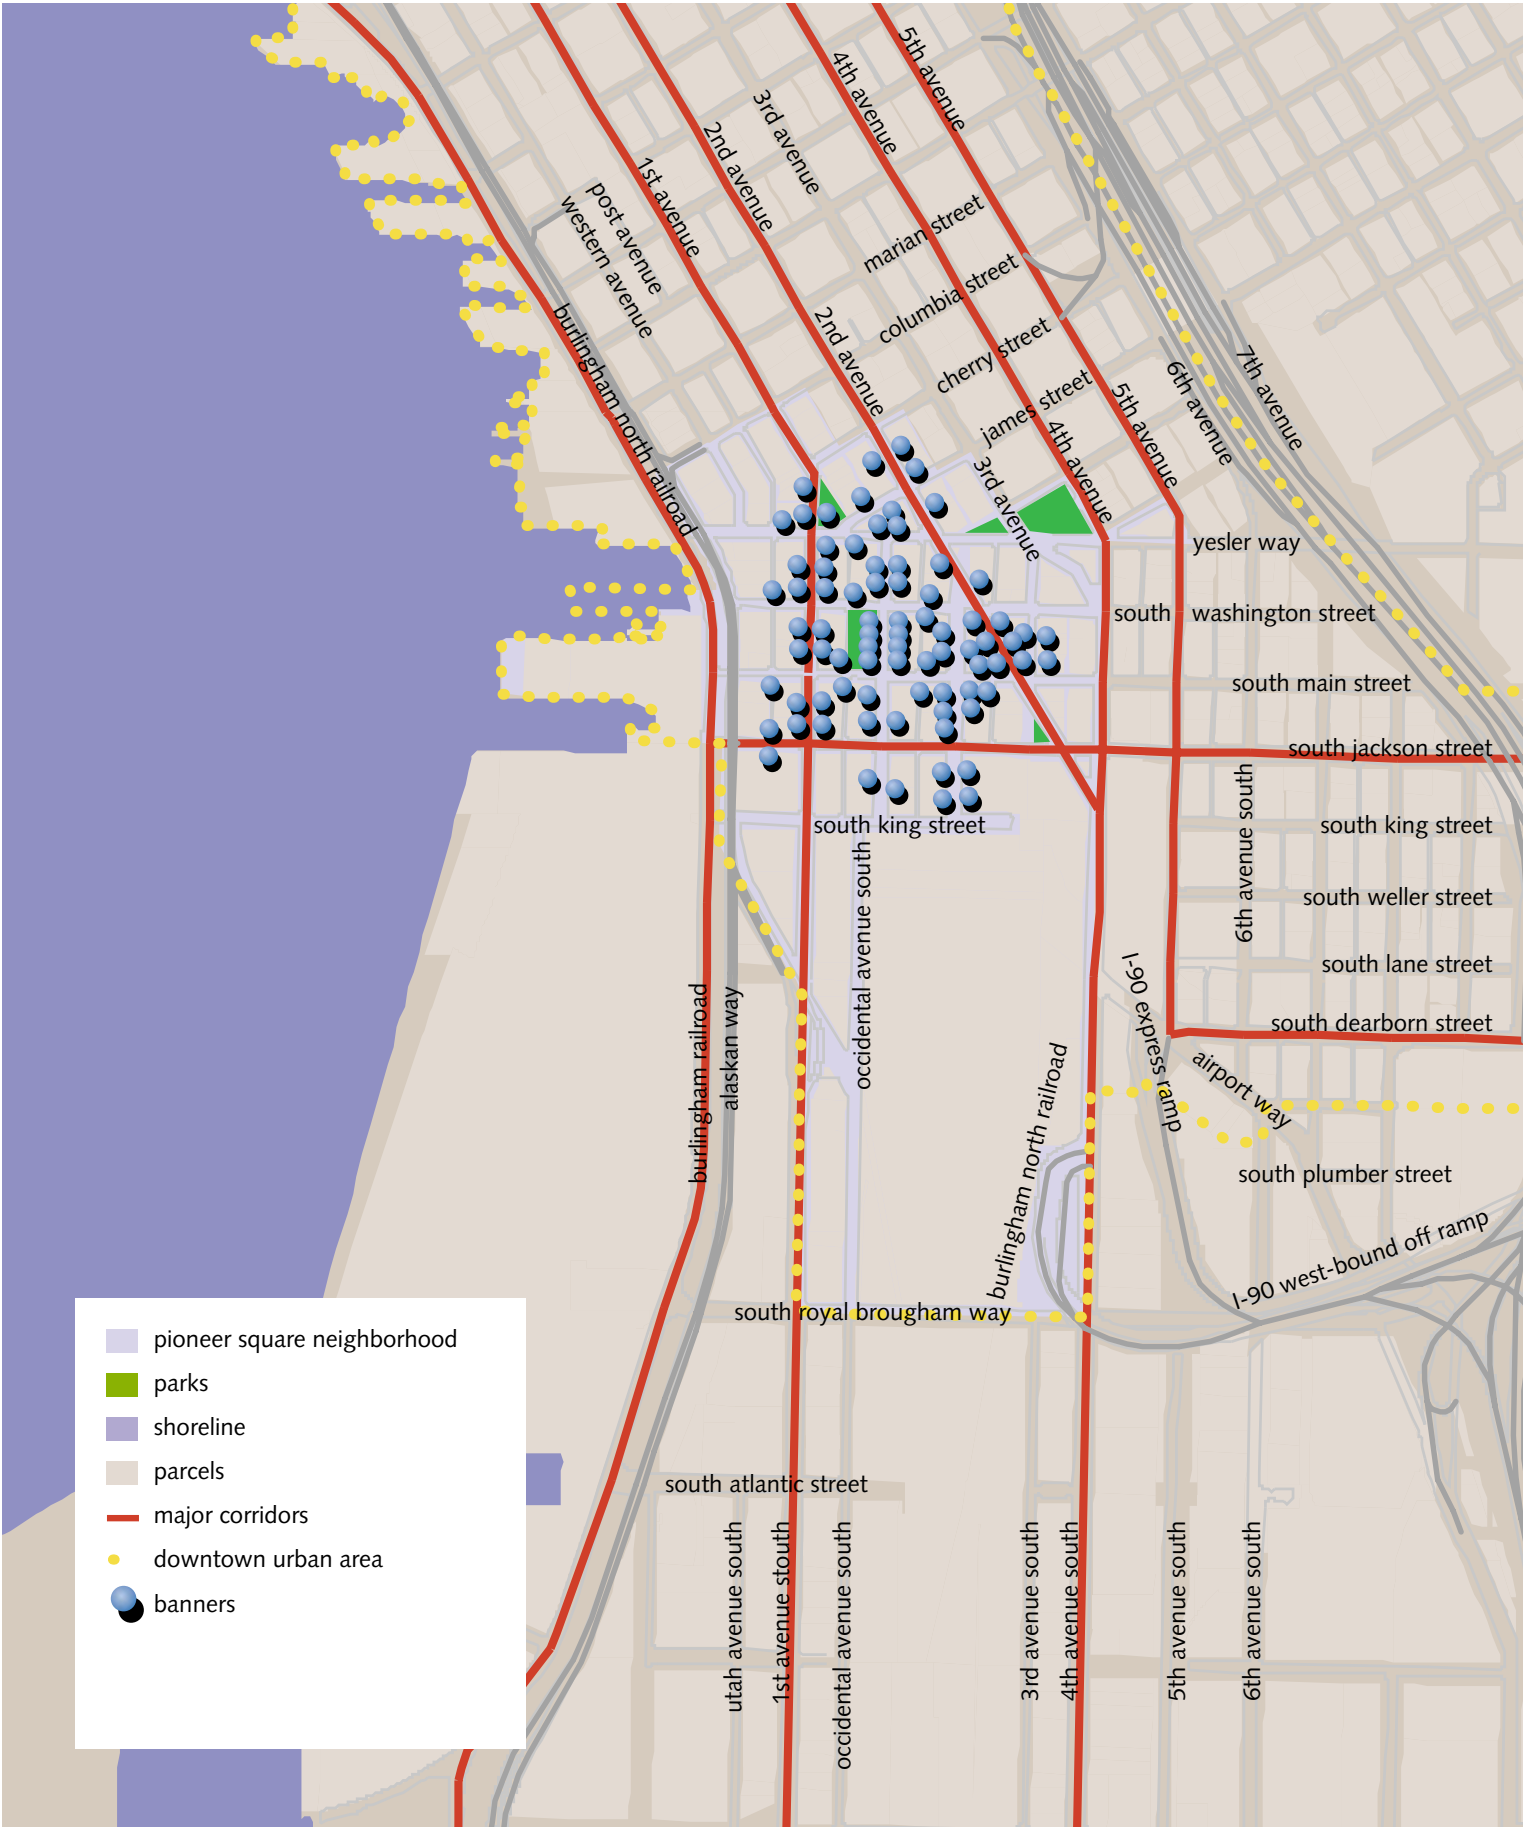 5th avenue
4th avenue
3rd avenue
2nd avenue
1st avenue
post avenue
western avenue
marian street
columbia street
cherry street
james street
2nd avenue
burlingham north railroad
7th avenue
6th avenue
5th avenue
4th avenue
3rd avenue
yesler way
south washington street
south main street
south jackson street
south king street
south king street
6th avenue south
south weller street
south lane street
south dearborn street
occidental avenue south
burlingham railroad
alaskan way
I-90 express ramp
airport way
burlingham north railroad
south plumber street
I-90 west-bound off ramp
south royal brougham way
south atlantic street
utah avenue south
1st avenue stouth
occidental avenue south
3rd avenue south
4th avenue south
5th avenue south
6th avenue south
pioneer square neighborhood
parks
shoreline
parcels
major corridors
downtown urban area
banners